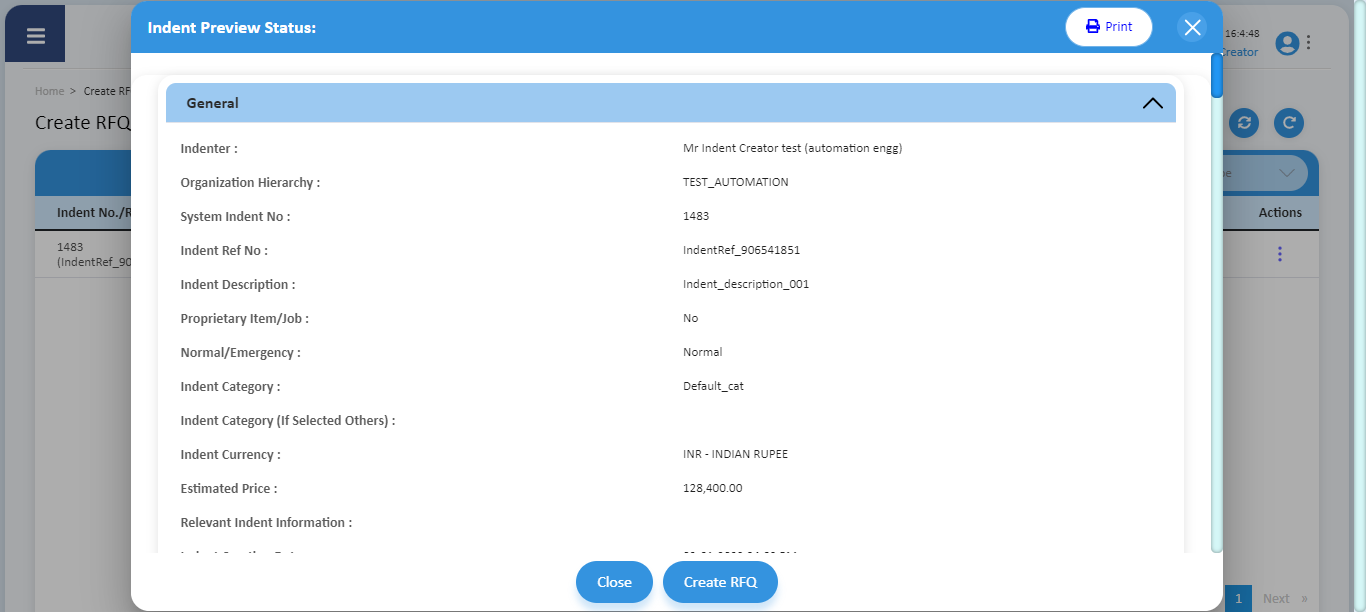 Indent Preview Status:
Print
16:4:48
Creator
Home > Create RF
Create RFQ
General
Indenter : Mr Indent Creator test (automation engg)
Organization Hierarchy : TEST_AUTOMATION
System Indent No : 1483
Indent Ref No : IndentRef_906541851
Indent Description : Indent_description_001
Proprietary Item/Job : No
Normal/Emergency : Normal
Indent Category : Default_cat
Indent Category (If Selected Others) :
Indent Currency : INR - INDIAN RUPEE
Estimated Price : 128,400.00
Relevant Indent Information :
Indent No./R
Actions
1483
(IndentRef_90
Close
Create RFQ
1 Next »